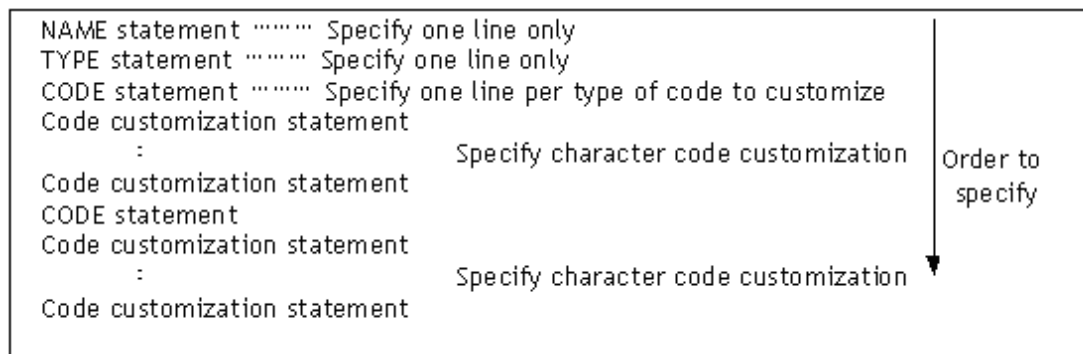 NAME statement ⋯⋯⋯ Specify one line only
TYPE statement ⋯⋯⋯ Specify one line only
CODE statement ⋯⋯⋯ Specify one line per type of code to customize
Code customization statement
:
Specify character code customization
Code customization statement
CODE statement
Code customization statement
:
Specify character code customization
Code customization statement
Order to
specify